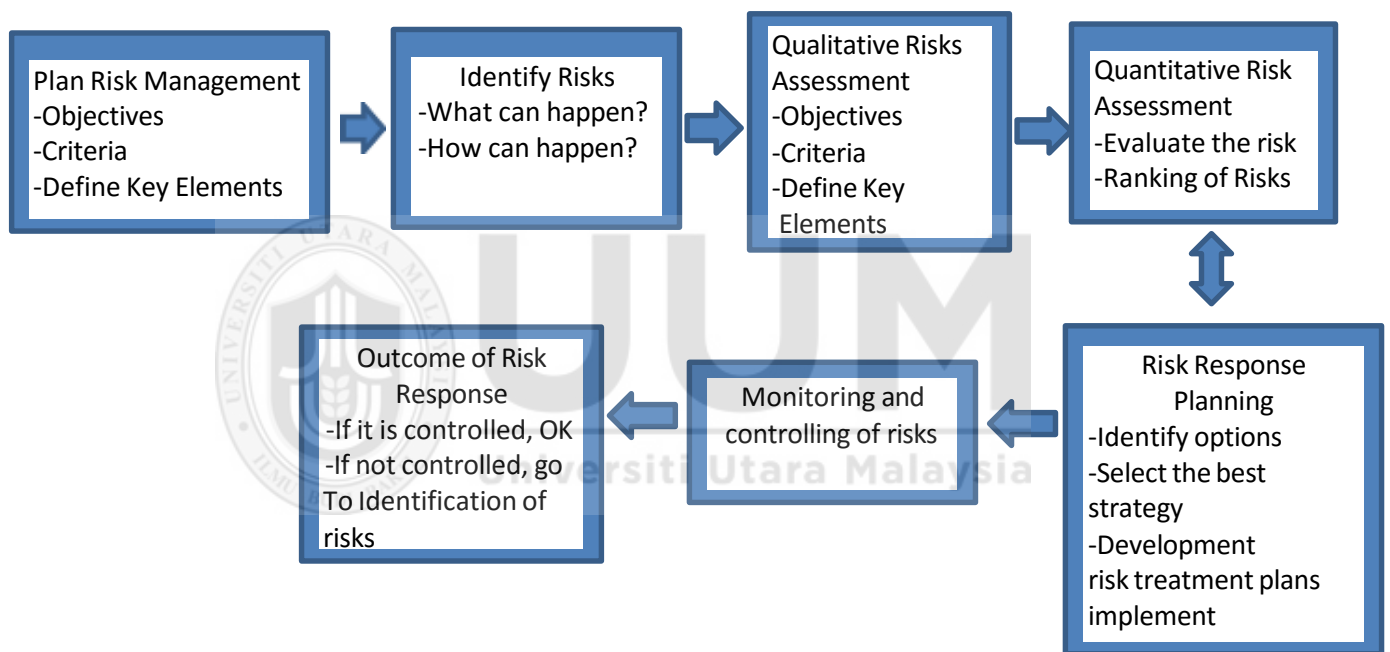 Plan Risk Management
-Objectives
-Criteria
-Define Key Elements
Identify Risks
-What can happen?
-How can happen?
Qualitative Risks
Assessment
-Objectives
-Criteria
-Define Key
Elements
Quantitative Risk
Assessment
-Evaluate the risk
-Ranking of Risks
Risk Response
Planning
-Identify options
-Select the best
strategy
-Development
risk treatment plans
implement
Monitoring and
controlling of risks
Outcome of Risk
Response
-If it is controlled, OK
-If not controlled, go
To Identification of
risks
UUM
Universiti Utara Malaysia
UNIVERSITI UTARA MALAYSIA